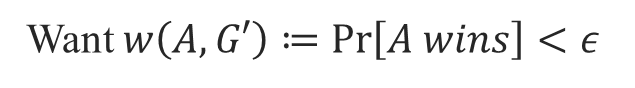 Want w(A, G′) ≔ Pr[A wins] < ϵ